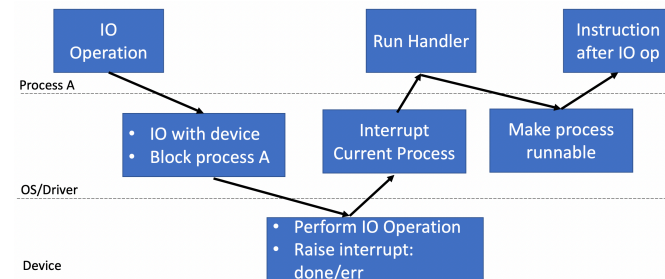 IO
Operation
Run Handler
Instruction
after IO op
Process A
• IO with device
• Block process A
Interrupt
Current Process
Make process
runnable
OS/Driver
• Perform IO Operation
• Raise interrupt:
done/err
Device